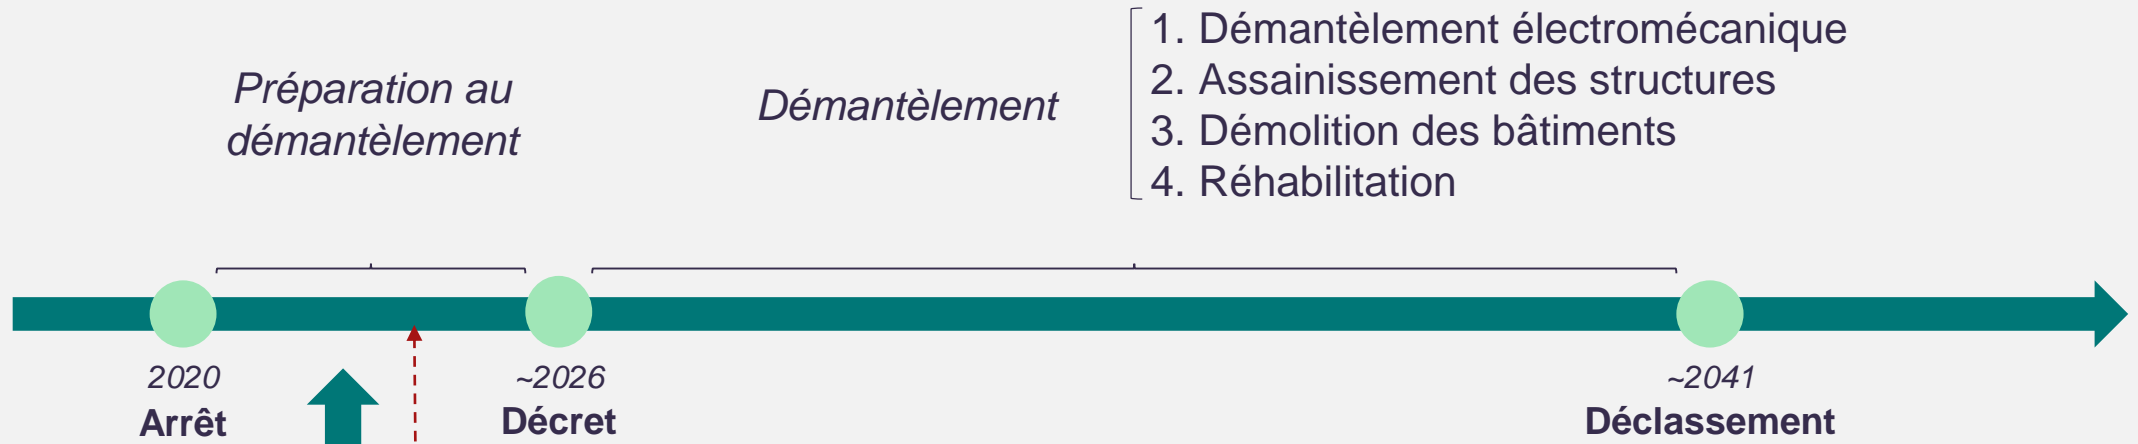 Préparation au
démantèlement
Démantèlement
1. Démantèlement électromécanique
2. Assainissement des structures
3. Démolition des bâtiments
4. Réhabilitation
2020
Arrêt
~2026
Décret
~2041
Déclassement